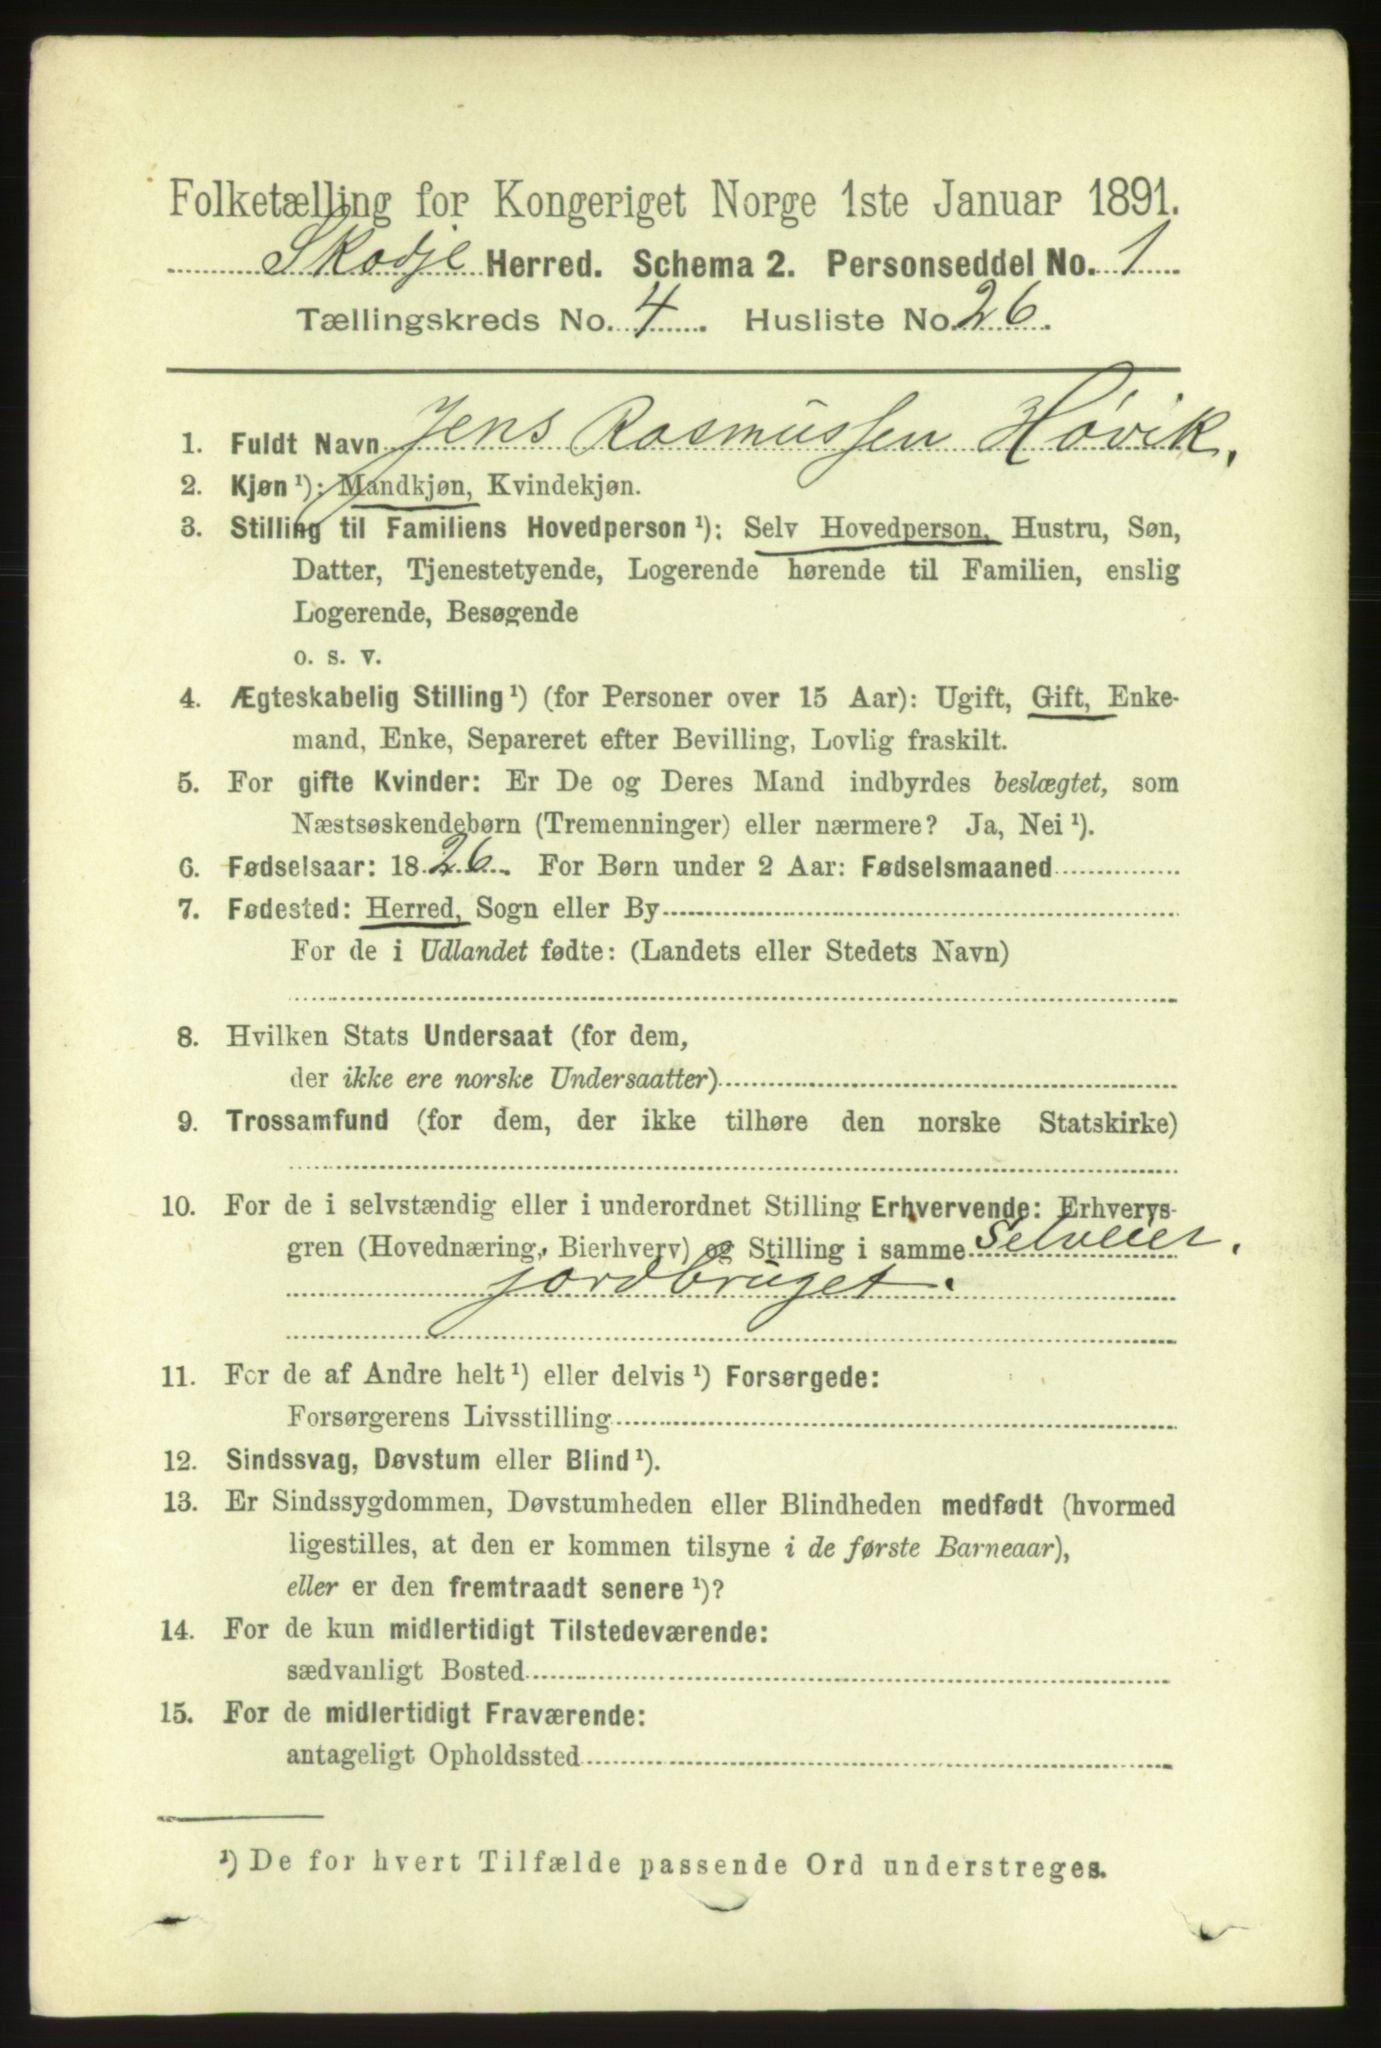 Folketælling for Kongeriget Norge 1ste Januar 1891.
Skodje Herred. Schema 2. Personseddel No. 1
Tællingskreds No. 4. Husliste No. 26.
1. Fuldt Navn Jens Rasmussen Høvik,
2. Kjøn ¹): Mandkjøn, Kvindekjøn.
3. Stilling til Familiens Hovedperson ¹): Selv Hovedperson, Hustru, Søn,
Datter, Tjenestetyende, Logerende hørende til Familien, enslig
Logerende, Besøgende
o. s. v.
4. Ægteskabelig Stilling ¹) (for Personer over 15 Aar): Ugift, Gift, Enke-
mand, Enke, Separeret efter Bevilling, Lovlig fraskilt.
5. For gifte Kvinder: Er De og Deres Mand indbyrdes beslægtet, som
Næstsøskendebørn (Tremenninger) eller nærmere? Ja, Nei ¹).
6. Fødselsaar: 1826. For Børn under 2 Aar: Fødselsmaaned
7. Fødested: Herred, Sogn eller By
For de i Udlandet fødte: (Landets eller Stedets Navn)
8. Hvilken Stats Undersaat (for dem,
der ikke ere norske Undersaatter)
9. Trossamfund (for dem, der ikke tilhøre den norske Statskirke)
10. For de i selvstændig eller i underordnet Stilling Erhvervende: Erhvervs-
gren (Hovednæring, Bierhverv) og Stilling i samme Selveier,
jordbruget.
11. For de af Andre helt ¹) eller delvis ¹) Forsørgede:
Forsørgerens Livsstilling
12. Sindssvag, Døvstum eller Blind ¹).
13. Er Sindssygdommen, Døvstumheden eller Blindheden medfødt (hvormed
ligestilles, at den er kommen tilsyne i de første Barneaar),
eller er den fremtraadt senere ¹)?
14. For de kun midlertidigt Tilstedeværende:
sædvanligt Bosted
15. For de midlertidigt Fraværende:
antageligt Opholdssted
¹) De for hvert Tilfælde passende Ord understreges.